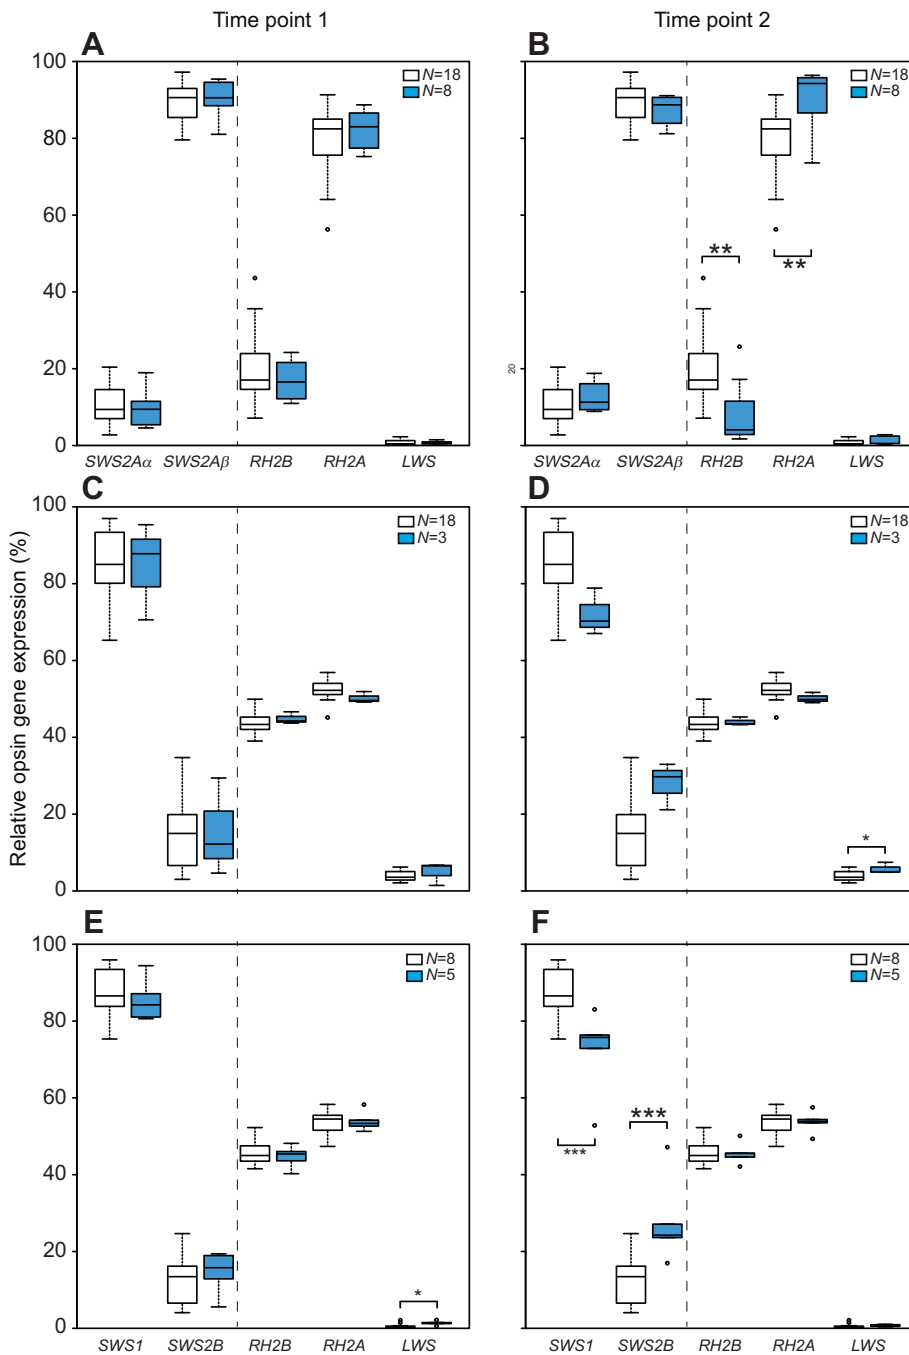 Time point 1
Time point 2
A
B
100
80
60
40
20
0
N=18
N=8
20
N=18
N=8
**
**
SWS2Aα SWS2Aβ RH2B RH2A LWS
SWS2Aα SWS2Aβ RH2B RH2A LWS
Relative opsin gene expression (%)
C
D
100
80
60
40
20
0
N=18
N=3
N=18
N=3
*
E
F
100
80
60
40
20
0
N=8
N=5
*
N=8
N=5
***
***
SWS1 SWS2B RH2B RH2A LWS
SWS1 SWS2B RH2B RH2A LWS